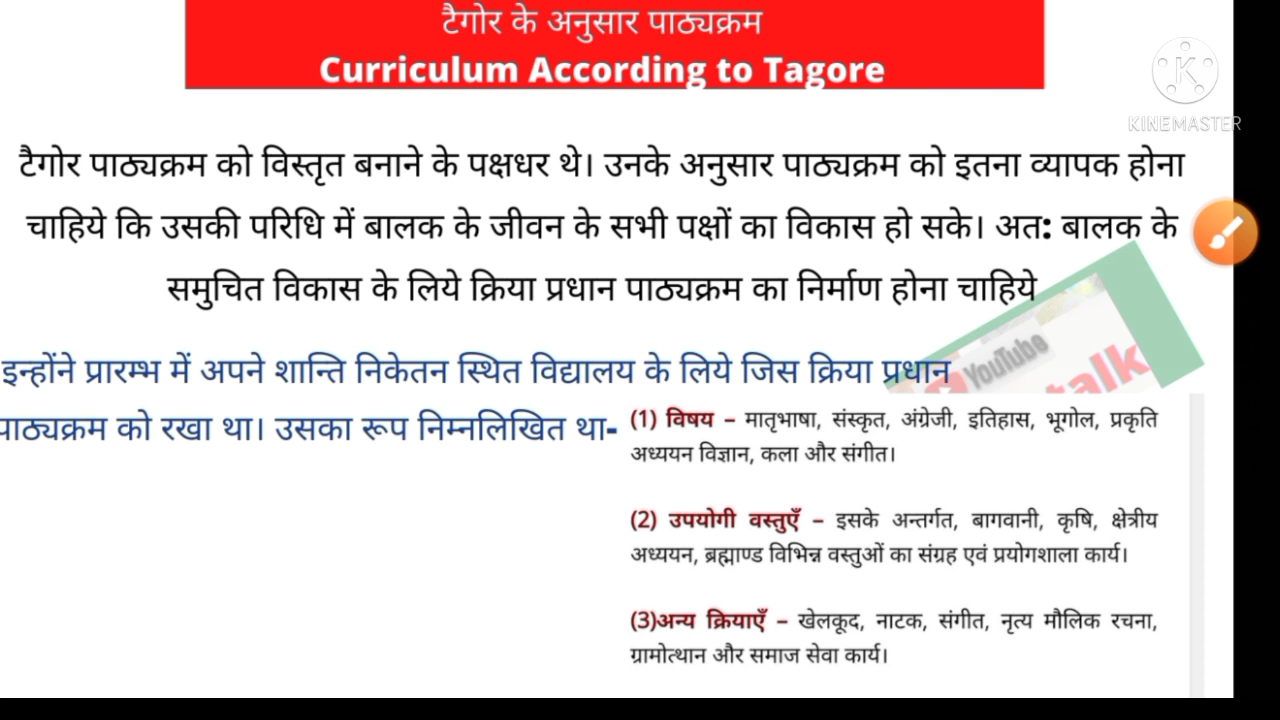 टैगोर के अनुसार पाठ्यक्रम
Curriculum According to Tagore
K
KINEMASTER
टैगोर पाठ्यक्रम को विस्तृत बनाने के पक्षधर थे। उनके अनुसार पाठ्यक्रम को इतना व्यापक होना
चाहिये कि उसकी परिधि में बालक के जीवन के सभी पक्षों का विकास हो सके। अत: बालक के
समुचित विकास के लिये क्रिया प्रधान पाठ्यक्रम का निर्माण होना चाहिये
YouTube
talk
इन्होंने प्रारम्भ में अपने शान्ति निकेतन स्थित विद्यालय के लिये जिस क्रिया प्रधान
पाठ्यक्रम को रखा था। उसका रूप निम्नलिखित था-
(1) विषय – मातृभाषा, संस्कृत, अंग्रेजी, इतिहास, भूगोल, प्रकृति
अध्ययन विज्ञान, कला और संगीत।
(2) उपयोगी वस्तुएँ – इसके अन्तर्गत, बागवानी, कृषि, क्षेत्रीय
अध्ययन, ब्रह्माण्ड विभिन्न वस्तुओं का संग्रह एवं प्रयोगशाला कार्य।
(3)अन्य क्रियाएँ – खेलकूद, नाटक, संगीत, नृत्य मौलिक रचना,
ग्रामोत्थान और समाज सेवा कार्य।